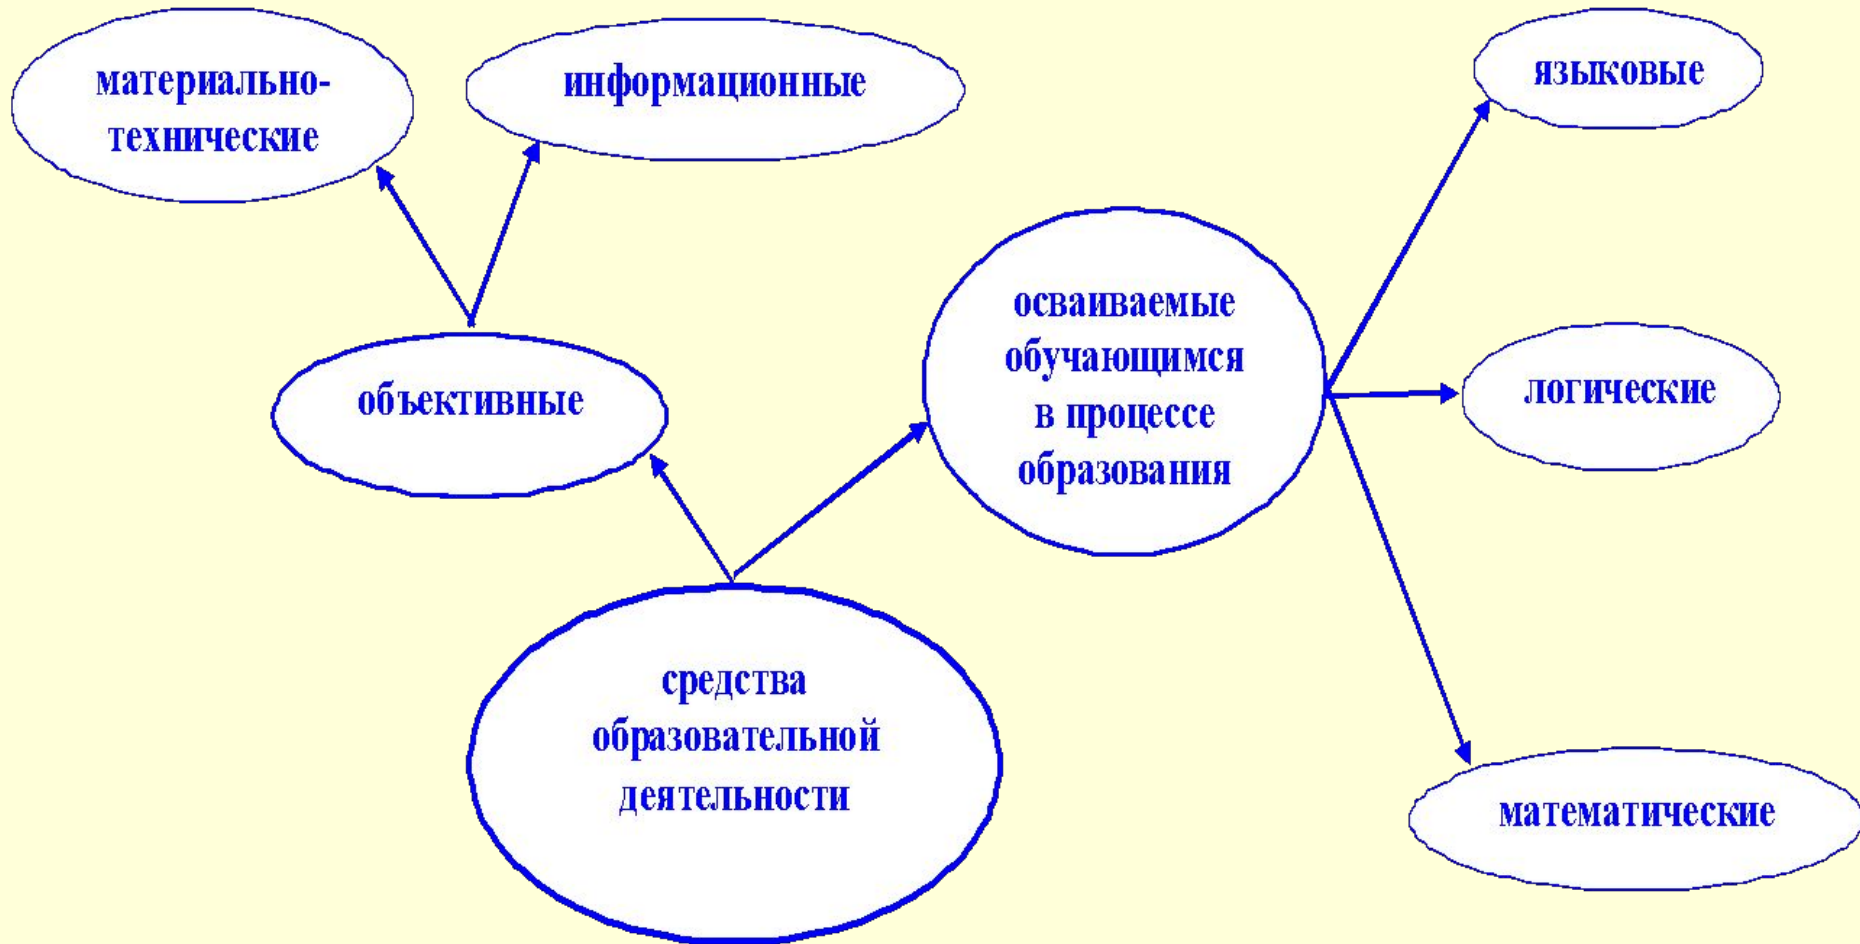 материально-
технические
информационные
языковые
объективные
осваиваемые
обучающимся
в процессе
образования
логические
средства
образовательной
деятельности
математические